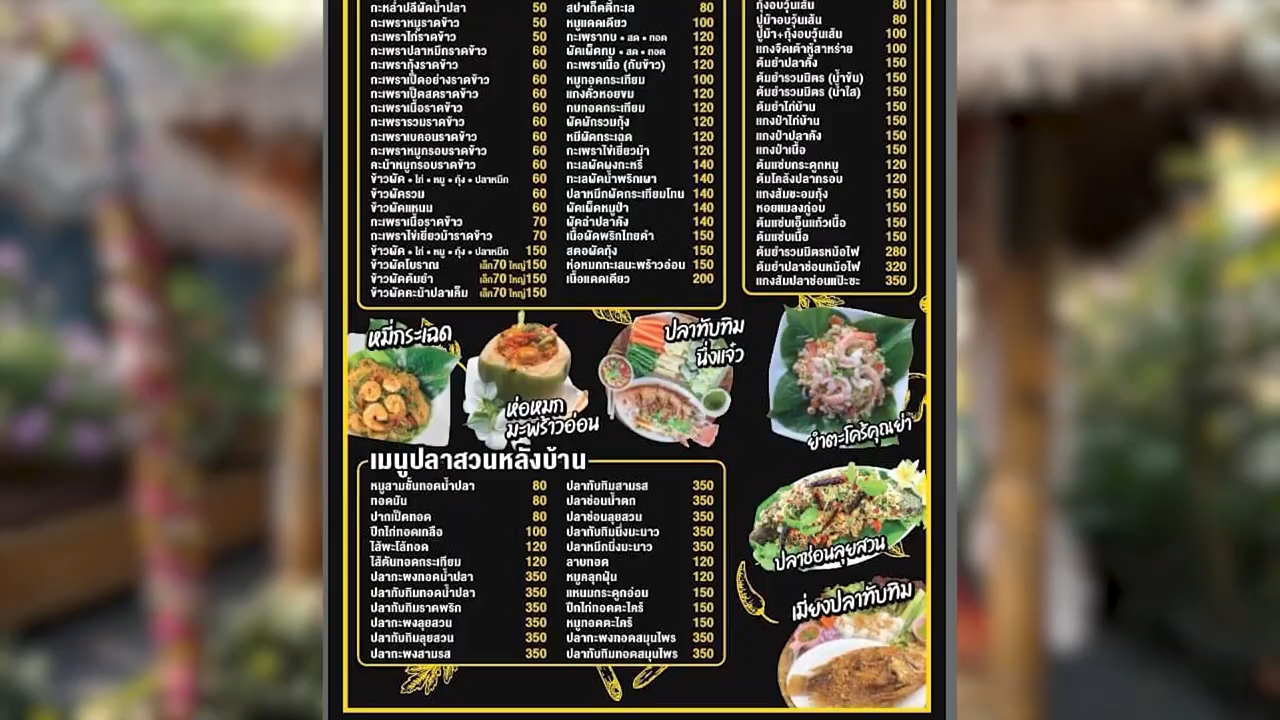 กะหล่ำปลีผัดน้ำปลา 50
กะเพราหมูราดข้าว 50
กะเพราไก่ราดข้าว 50
กะเพราปลาหมึกราดข้าว 60
กะเพรากุ้งราดข้าว 60
กะเพราเป็ดย่างราดข้าว 60
กะเพราเป็ดสดราดข้าว 60
กะเพราเนื้อราดข้าว 60
กะเพรารวมราดข้าว 60
กะเพราเบคอนราดข้าว 60
กะเพราหมูกรอบราดข้าว 60
คะน้าหมูกรอบราดข้าว 60
ข้าวผัด • ไก่ • หมู • กุ้ง • ปลาหมึก 60
ข้าวผัดรวม 60
ข้าวผัดแหนม 60
กะเพราเนื้อราดข้าว 70
กะเพราไข่เยี่ยวม้าราดข้าว 70
ข้าวผัด • ไก่ • หมู • กุ้ง • ปลาหมึก 150
ข้าวผัดโบราณ เล็ก70 ใหญ่150
ข้าวผัดต้มยำ เล็ก70 ใหญ่150
ข้าวผัดคะน้าปลาเค็ม เล็ก70 ใหญ่150
สปาเก็ตตี้ทะเล 80
หมูแดดเดียว 100
กะเพรากบ • สด • ทอด 120
ผัดเผ็ดกบ • สด • ทอด 120
กะเพราเนื้อ (กับข้าว) 120
หมูทอดกระเทียม 100
แกงคั่วหอยขม 120
กบทอดกระเทียม 120
ผัดผักรวมกุ้ง 120
หมี่ผัดกระเฉด 120
กะเพราไข่เยี่ยวม้า 120
ทะเลผัดผงกะหรี่ 140
ทะเลผัดน้ำพริกเผา 140
ปลาหมึกผัดกระเทียมโทน 140
ผัดเผ็ดหมูป่า 140
ผัดฉ่าปลาคัง 140
เนื้อผัดพริกไทยดำ 150
สตอผัดกุ้ง 150
ห่อหมกทะเลมะพร้าวอ่อน 150
เนื้อแดดเดียว 200
กุ้งอบวุ้นเส้น 80
ปูม้าอบวุ้นเส้น 80
ปูม้า+กุ้งอบวุ้นเส้น 100
แกงจืดเต้าหู้สาหร่าย 100
ต้มยำปลากึ้ง 150
ต้มยำรวมมิตร (น้ำข้น) 150
ต้มยำรวมมิตร (น้ำใส) 150
ต้มยำไก่บ้าน 150
แกงป่าไก่บ้าน 150
แกงป่าปลาคัง 150
แกงป่าเนื้อ 150
ต้มแซ่บกระดูกหมู 120
ต้มโคล้งปลากรอบ 120
แกงส้มชะอมกุ้ง 150
หอยแมลงภู่อบ 150
ต้มแซ่บเอ็นแก้วเนื้อ 150
ต้มแซ่บเนื้อ 150
ต้มยำรวมมิตรหม้อไฟ 280
ต้มยำปลาช่อนหม้อไฟ 320
แกงส้มปลาช่อนแป๊ะซะ 350
หมี่กระเฉด
ห่อหมก
มะพร้าวอ่อน
ปลาทับทิม
นึ่งแจ่ว
ยำตะไคร้คุณย่า
เมนูปลาสวนหลังบ้าน
หมูสามชั้นทอดน้ำปลา 80
ทอดมัน 80
ปากเป็ดทอด 80
ปีกไก่ทอดเกลือ 100
ไส้พะโล้ทอด 120
ไส้ตันทอดกระเทียม 120
ปลากะพงทอดน้ำปลา 350
ปลาทับทิมทอดน้ำปลา 350
ปลาทับทิมราดพริก 350
ปลากะพงลุยสวน 350
ปลาทับทิมลุยสวน 350
ปลากะพงสามรส 350
ปลาทับทิมสามรส 350
ปลาช่อนน้ำตก 350
ปลาช่อนลุยสวน 350
ปลาทับทิมนึ่งมะนาว 350
ปลาหมึกนึ่งมะนาว 350
ลาบทอด 120
หมูคลุกฝุ่น 120
แหนมกระดูกอ่อน 150
ปีกไก่ทอดตะไคร้ 150
หมูทอดตะไคร้ 150
ปลากะพงทอดสมุนไพร 350
ปลาทับทิมทอดสมุนไพร 350
ปลาช่อนลุยสวน
เมี่ยงปลาทับทิม